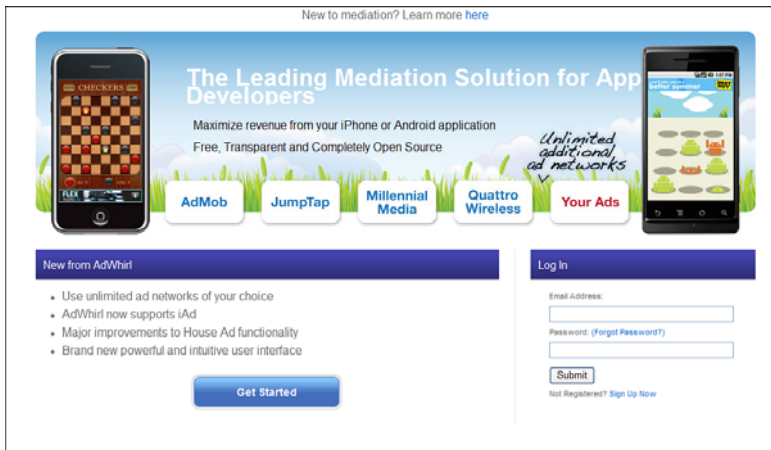 New to mediation? Learn more here
The Leading Mediation Solution for App
Developers
Maximize revenue from your iPhone or Android application
Free, Transparent and Completely Open Source
Unlimited
additional
ad networks
CHECKERS
FLEX
AdMob
JumpTap
Millennial
Media
Quattro
Wireless
Your Ads
New from AdWhirl
Use unlimited ad networks of your choice
AdWhirl now supports iAd
Major improvements to House Ad functionality
Brand new powerful and intuitive user interface
Get Started
Log In
Email Address:
Password: (Forgot Password?)
Submit
Not Registered? Sign Up Now